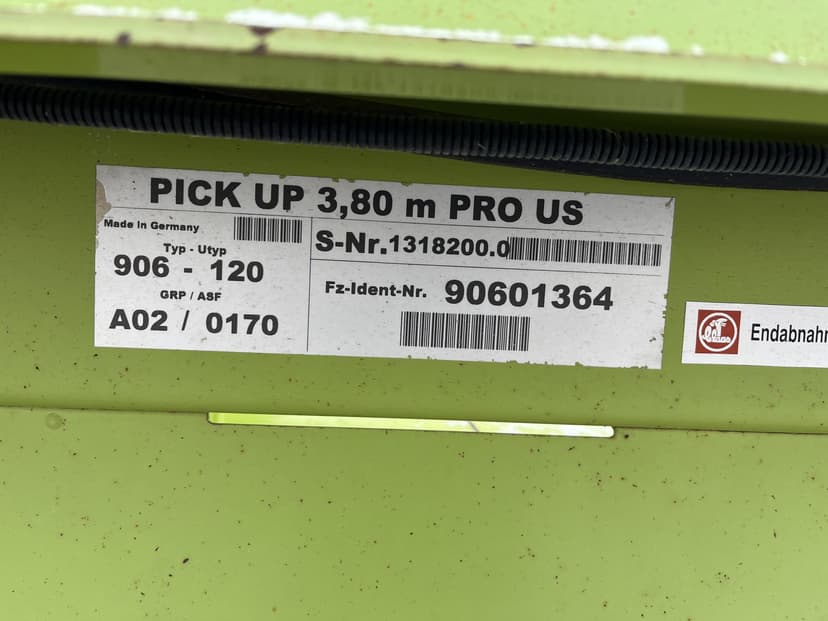 PICK UP 3,80 m PRO US
Made in Germany
Typ - Utyp
906 - 120
GRP / ASF
A02 / 0170
S-Nr.1318200.0
Fz-Ident-Nr. 90601364